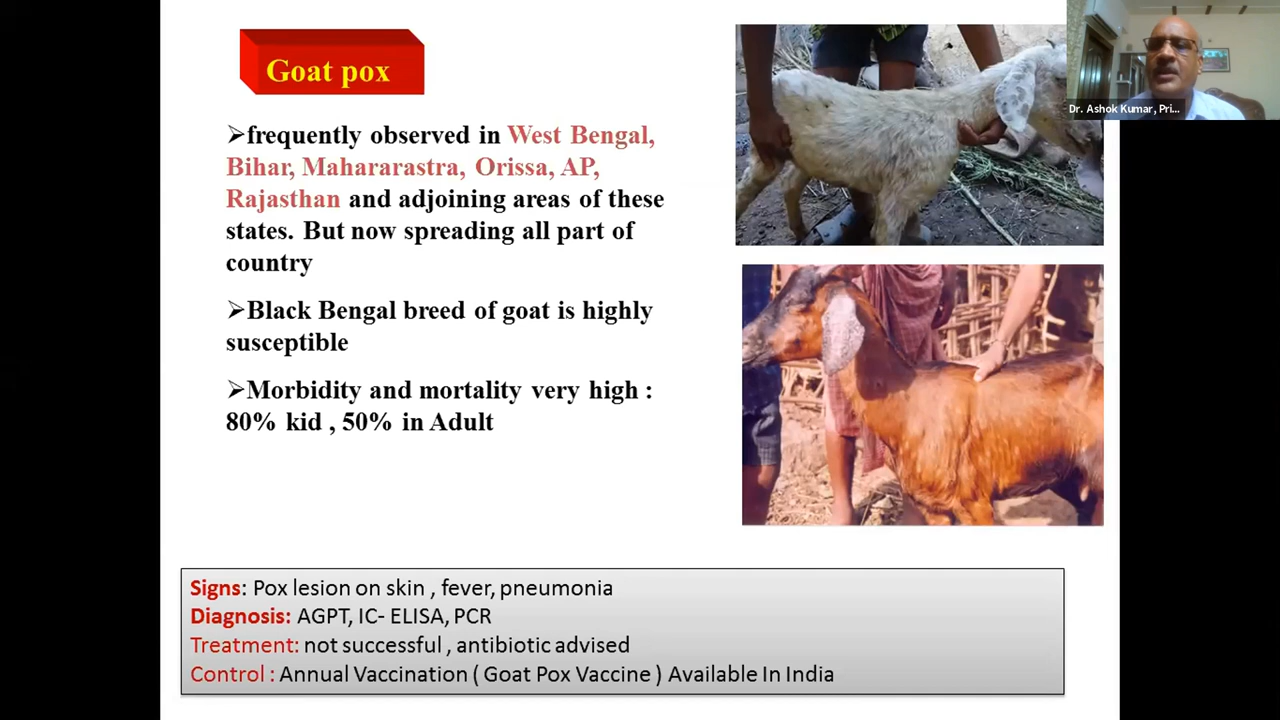 Goat pox
➢frequently observed in West Bengal,
Bihar, Mahararastra, Orissa, AP,
Rajasthan and adjoining areas of these
states. But now spreading all part of
country
➢Black Bengal breed of goat is highly
susceptible
➢Morbidity and mortality very high :
80% kid , 50% in Adult
Signs: Pox lesion on skin , fever, pneumonia
Diagnosis: AGPT, IC- ELISA, PCR
Treatment: not successful , antibiotic advised
Control : Annual Vaccination ( Goat Pox Vaccine ) Available In India
Dr. Ashok Kumar, Pri...